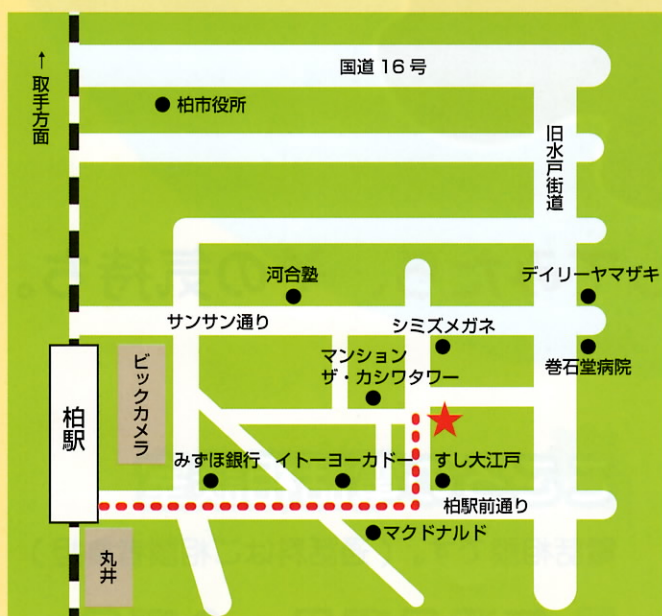 国道16号
↑取手方面
柏市役所
旧水戸街道
河合塾
デイリーヤマザキ
サンサン通り
シミズメガネ
ビックカメラ
マンション
ザ・カシワタワー
巻石堂病院
柏駅
みずほ銀行
イトーヨーカドー
すし大江戸
柏駅前通り
マクドナルド
丸井